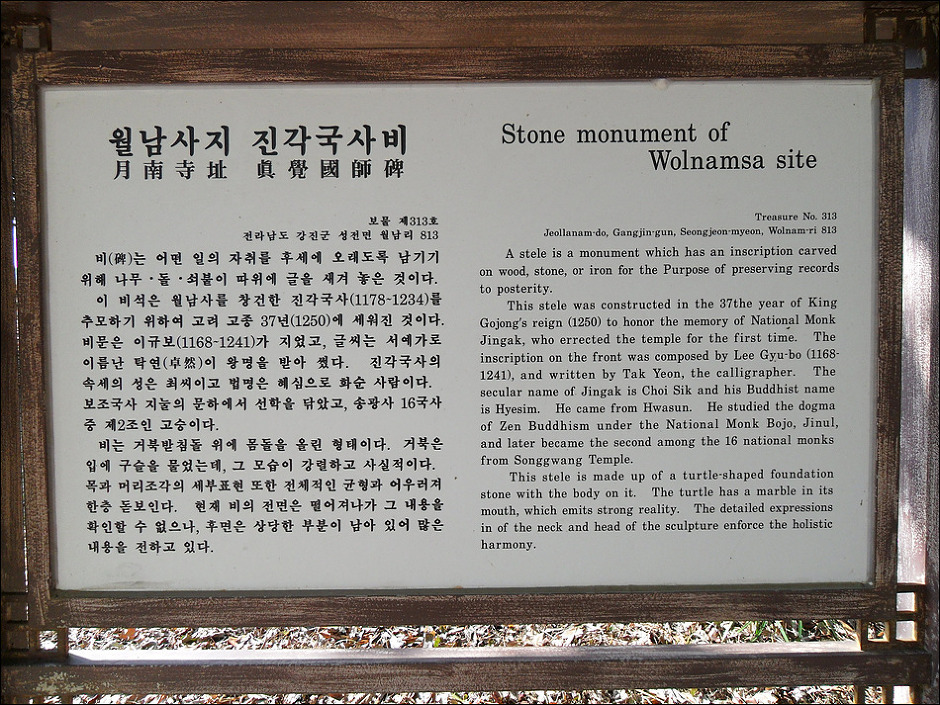 월남사지 진각국사비
月南寺址 眞覺國師碑
보물 제313호
전라남도 강진군 성전면 월남리 813
비(碑)는 어떤 일의 자취를 후세에 오래도록 남기기
위해 나무·돌·쇠붙이 따위에 글을 새겨 놓은 것이다.
이 비석은 월남사를 창건한 진각국사(1178~1234)를
추모하기 위하여 고려 고종 37년(1250)에 세워진 것이다.
비문은 이규보(1168~1241)가 지었고, 글씨는 서예가로
이름난 탁연(卓然)이 왕명을 받아 썼다. 진각국사의
속세의 성은 최씨이고 법명은 혜심으로 화순 사람이다.
보조국사 지눌의 문하에서 선학을 닦았고, 송광사 16국사
중 제2조인 고승이다.
비는 거북받침돌 위에 몸돌을 올린 형태이다. 거북은
입에 구슬을 물었는데, 그 모습이 강렬하고 사실적이다.
목과 머리조각의 세부표현 또한 전체적인 균형과 어우러져
한층 돋보인다. 현재 비의 전면은 떨어져나가 그 내용을
확인할 수 없으나, 후면은 상당한 부분이 남아 있어 많은
내용을 전하고 있다.
Stone monument of
Wolnamsa site
Treasure No. 313
Jeollanam-do, Gangjin-gun, Seongjeon-myeon, Wolnam-ri 813
A stele is a monument which has an inscription carved
on wood, stone, or iron for the Purpose of preserving records
to posterity.
This stele was constructed in the 37the year of King
Gojong's reign (1250) to honor the memory of National Monk
Jingak, who errected the temple for the first time. The
inscription on the front was composed by Lee Gyu-bo (1168-
1241), and written by Tak Yeon, the calligrapher. The
secular name of Jingak is Choi Sik and his Buddhist name
is Hyesim. He came from Hwasun. He studied the dogma
of Zen Buddhism under the National Monk Bojo, Jinul,
and later became the second among the 16 national monks
from Songgwang Temple.
This stele is made up of a turtle-shaped foundation
stone with the body on it. The turtle has a marble in its
mouth, which emits strong reality. The detailed expressions
in of the neck and head of the sculpture enforce the holistic
harmony.